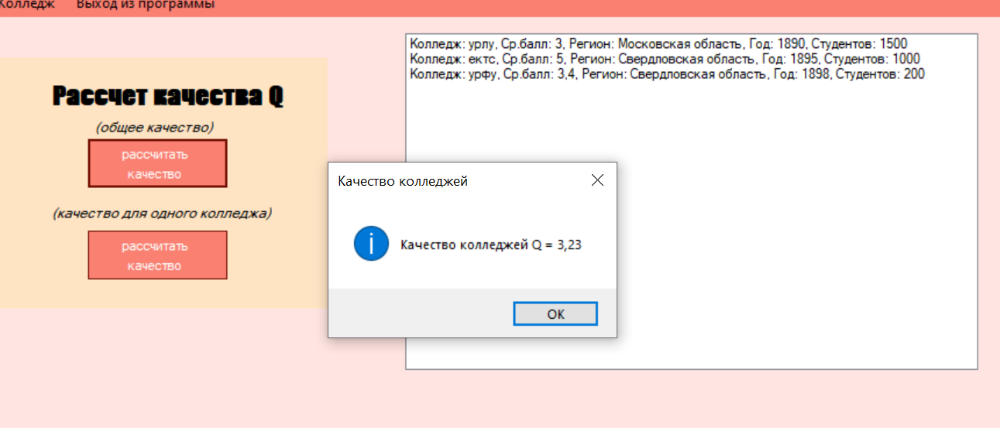 Колледж Выход из программы
Рассчет качества Q
(общее качество)
рассчитать
качество
(качество для одного колледжа)
рассчитать
качество
Колледж: урлу, Ср.балл: 3, Регион: Московская область, Год: 1890, Студентов: 1500
Колледж: ектс, Ср.балл: 5, Регион: Свердловская область, Год: 1895, Студентов: 1000
Колледж: урфу, Ср.балл: 3,4, Регион: Свердловская область, Год: 1898, Студентов: 200
Качество колледжей
Качество колледжей Q = 3,23
ОК